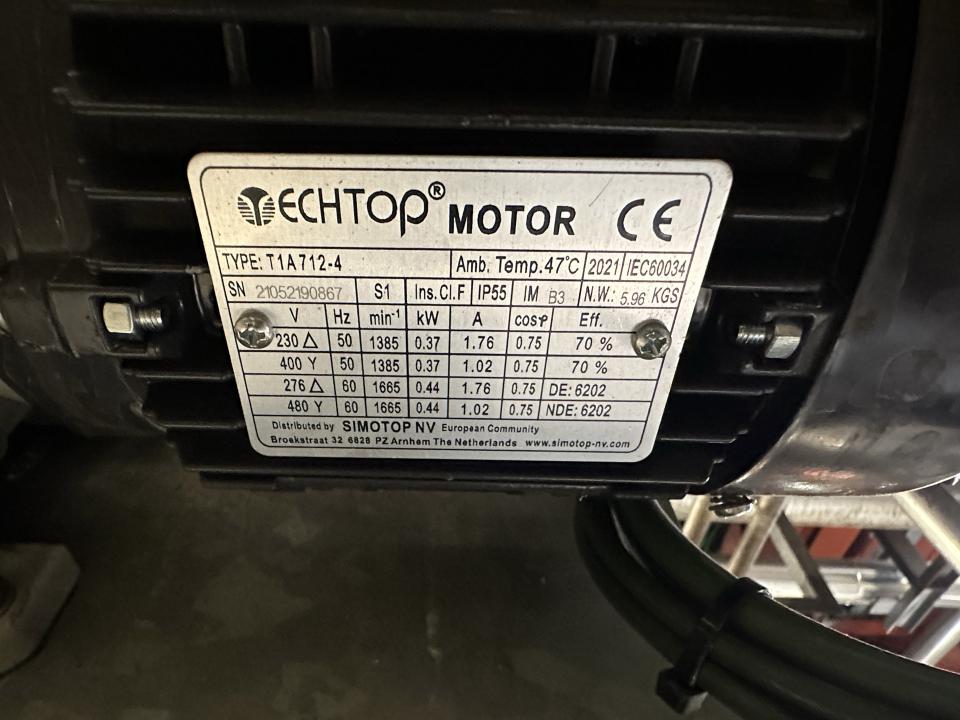 TECHTOP® MOTOR CE
TYPE: T1A712-4 Amb. Temp. 47°C 2021 IEC60034
SN 21052190867 S1 Ins. Cl. F IP55 IM B3 N.W.: 5.96 KGS
V Hz min⁻¹ kW A cosφ Eff.
230 △ 50 1385 0.37 1.76 0.75 70 %
400 Y 50 1385 0.37 1.02 0.75 70 %
276 △ 60 1665 0.44 1.76 0.75 DE: 6202
480 Y 60 1665 0.44 1.02 0.75 NDE: 6202
Distributed by SIMOTOP NV European Community
Broekstraat 32 6828 PZ Arnhem The Netherlands www.simotop-nv.com